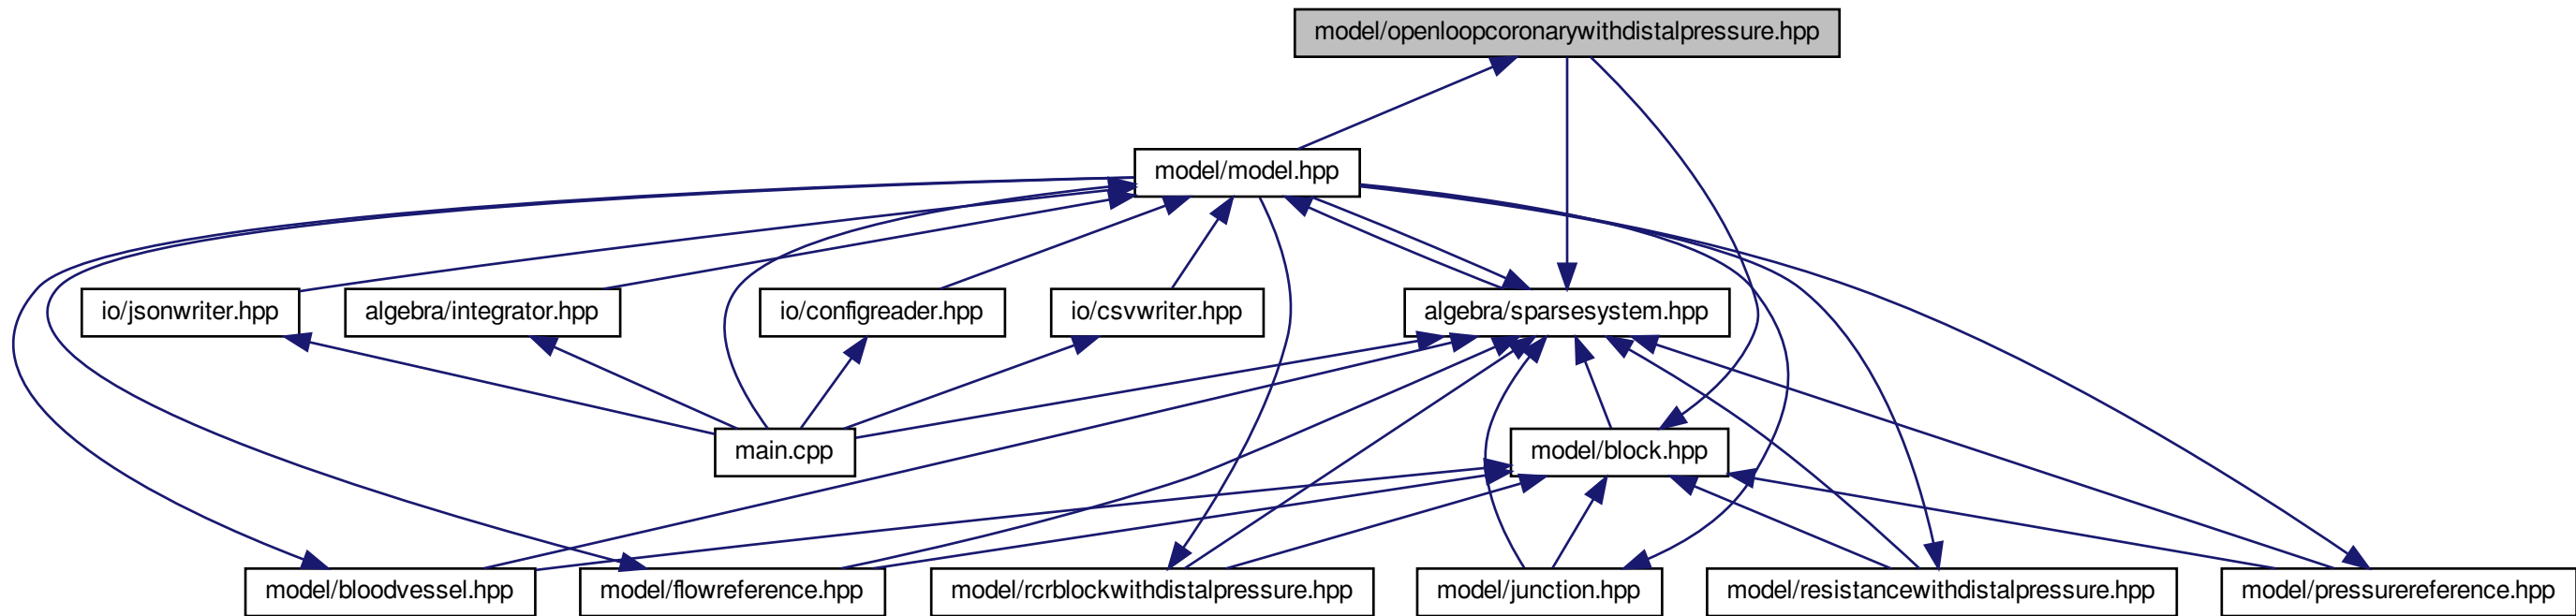 model/openloopcoronarywithdistalpressure.hpp
model/model.hpp
io/jsonwriter.hpp
algebra/integrator.hpp
io/configreader.hpp
io/csvwriter.hpp
algebra/sparsesystem.hpp
main.cpp
model/block.hpp
model/bloodvessel.hpp
model/flowreference.hpp
model/rcrblockwithdistalpressure.hpp
model/junction.hpp
model/resistancewithdistalpressure.hpp
model/pressurereference.hpp